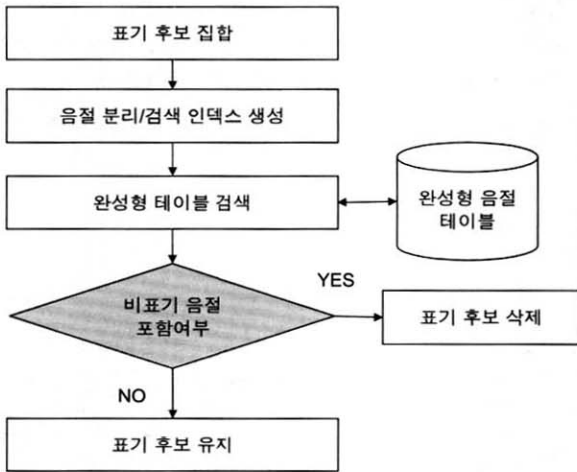 표기 후보 집합
음절 분리/검색 인덱스 생성
완성형 테이블 검색
완성형 음절
테이블
비표기 음절
포함여부
YES
표기 후보 삭제
NO
표기 후보 유지